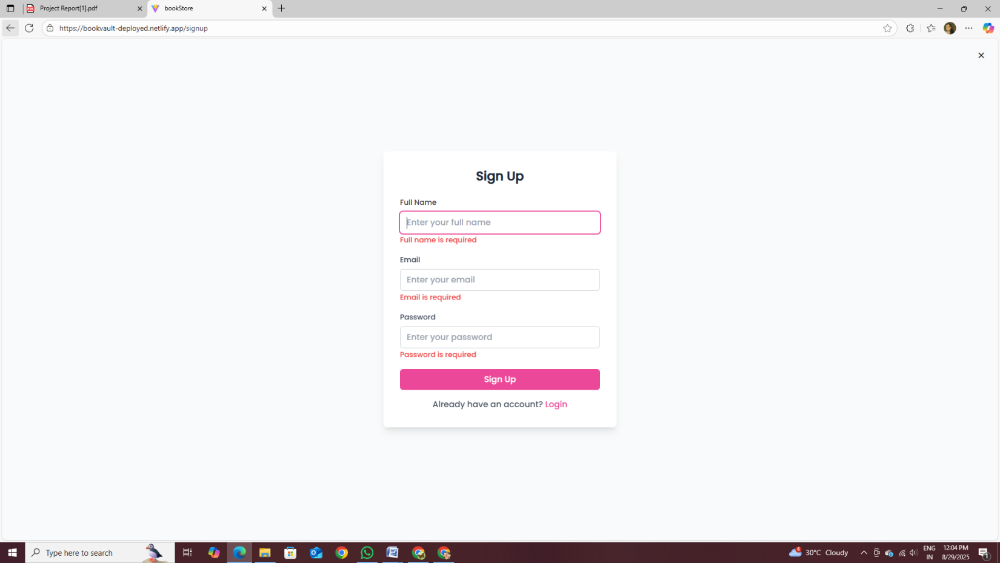 Project Report[1].pdf
bookStore
https://bookvault-deployed.netlify.app/signup
Sign Up
Full Name
Enter your full name
Full name is required
Email
Enter your email
Email is required
Password
Enter your password
Password is required
Sign Up
Already have an account? Login
Type here to search
6
30°C Cloudy
ENG
IN
12:04 PM
8/29/2025
1